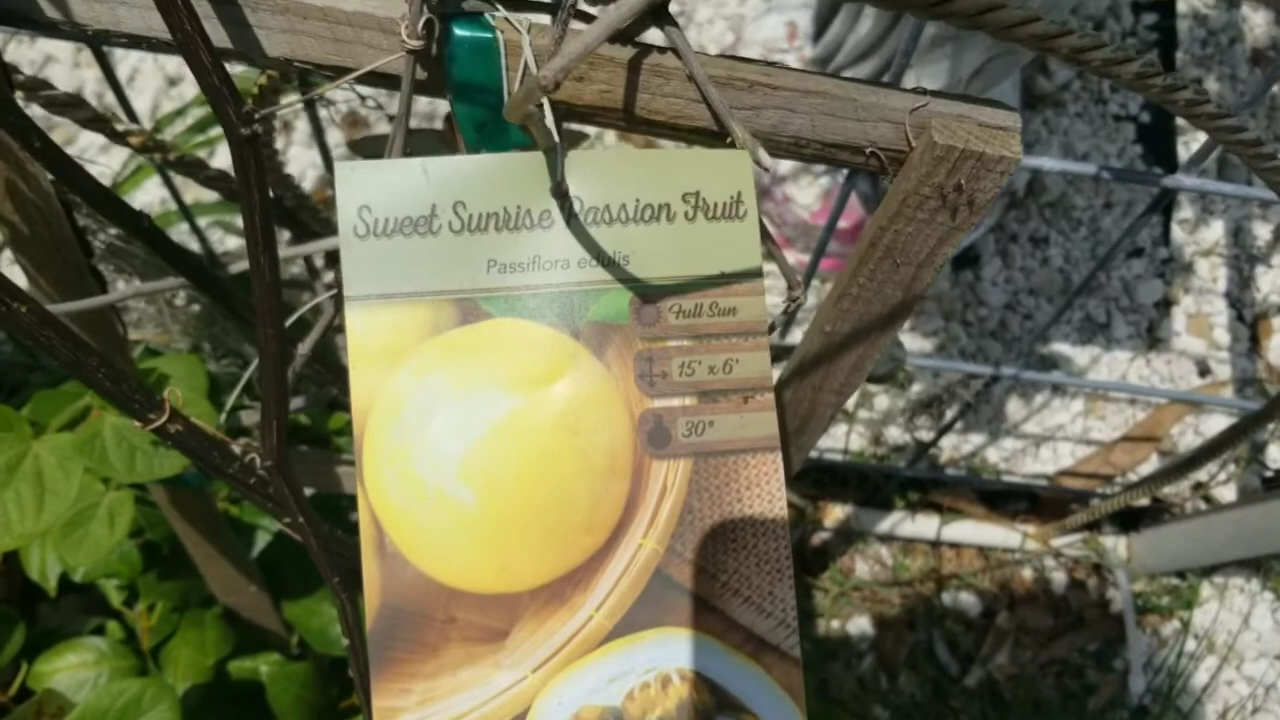 Sweet Sunrise Passion Fruit
Passiflora edulis
Full Sun
15' x 6'
30°